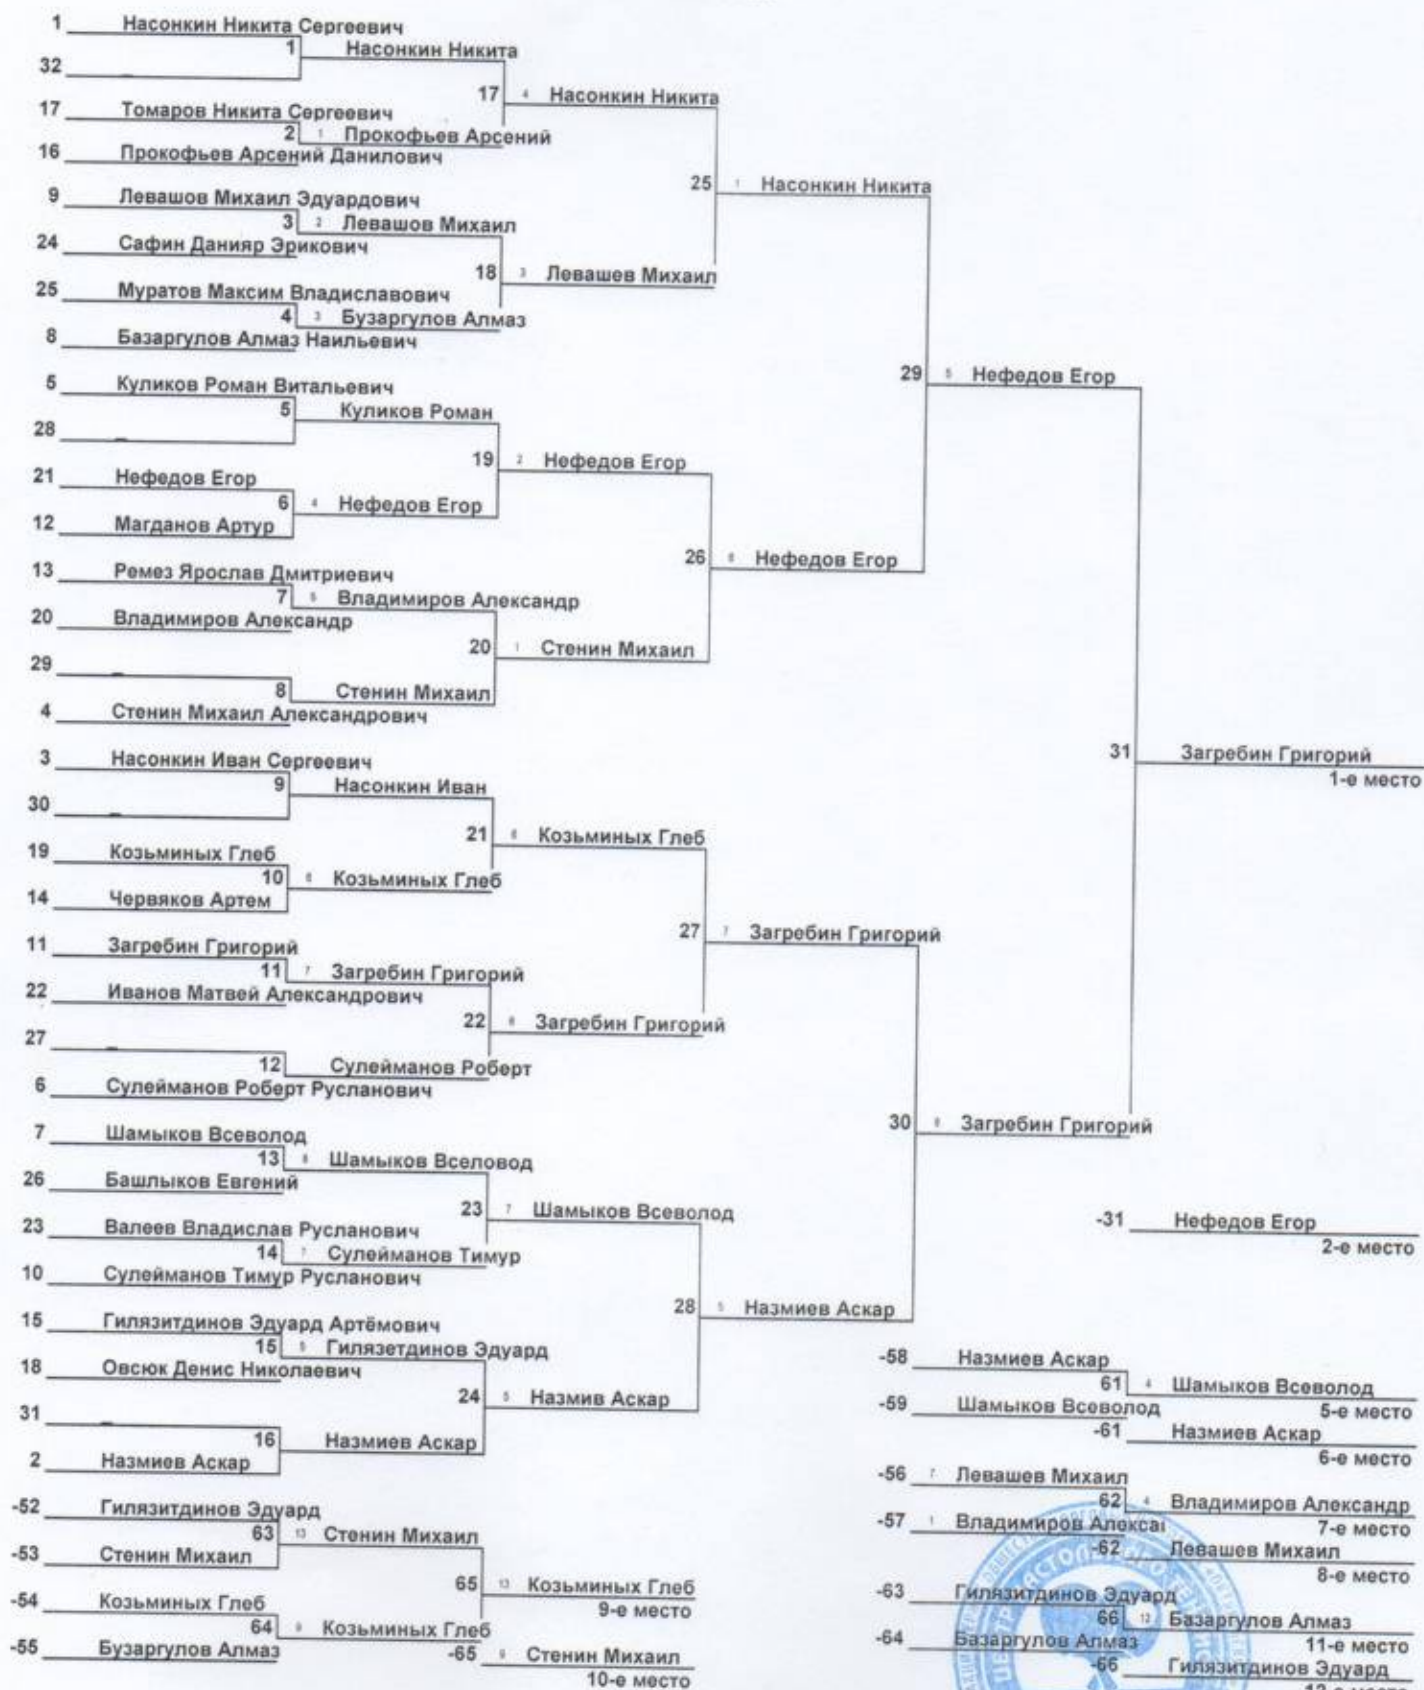 1 Насонкин Никита Сергеевич
1 Насонкин Никита
32 –
17 4 Насонкин Никита
17 Томаров Никита Сергеевич
2 1 Прокофьев Арсений
16 Прокофьев Арсений Данилович
25 1 Насонкин Никита
9 Левашов Михаил Эдуардович
3 2 Левашов Михаил
24 Сафин Данияр Эрикович
18 3 Левашев Михаил
25 Муратов Максим Владиславович
4 3 Бузаргулов Алмаз
8 Базаргулов Алмаз Наильевич
29 5 Нефедов Егор
5 Куликов Роман Витальевич
5 Куликов Роман
28 –
19 2 Нефедов Егор
21 Нефедов Егор
6 4 Нефедов Егор
12 Магданов Артур
26 6 Нефедов Егор
13 Ремез Ярослав Дмитриевич
7 5 Владимиров Александр
20 Владимиров Александр
20 1 Стенин Михаил
29 –
8 Стенин Михаил
4 Стенин Михаил Александрович
31 Загребин Григорий
1-е место
3 Насонкин Иван Сергеевич
9 Насонкин Иван
30 –
21 6 Козьминых Глеб
19 Козьминых Глеб
10 6 Козьминых Глеб
14 Червяков Артем
27 7 Загребин Григорий
11 Загребин Григорий
11 7 Загребин Григорий
22 Иванов Матвей Александрович
22 8 Загребин Григорий
27 –
12 Сулейманов Роберт
6 Сулейманов Роберт Русланович
30 Загребин Григорий
7 Шамыков Всеволод
13 8 Шамыков Вселовод
26 Башлыков Евгений
23 7 Шамыков Всеволод
-31 Нефедов Егор
2-е место
23 Валеев Владислав Русланович
14 1 Сулейманов Тимур
10 Сулейманов Тимур Русланович
28 5 Назмиев Аскар
15 Гилязитдинов Эдуард Артёмович
15 Гилязетдинов Эдуард
18 Овсюк Денис Николаевич
24 5 Назмив Аскар
31 –
16 Назмиев Аскар
2 Назмиев Аскар
-58 Назмиев Аскар
61 4 Шамыков Всеволод
5-е место
-59 Шамыков Всеволод
-61 Назмиев Аскар
6-е место
-56 7 Левашев Михаил
62 4 Владимиров Александр
7-е место
-57 1 Владимиров Алексаı
-62 Левашев Михаил
8-е место
-52 Гилязитдинов Эдуард
63 13 Стенин Михаил
-53 Стенин Михаил
65 13 Козьминых Глеб
9-е место
-54 Козьминых Глеб
64 9 Козьминых Глеб
-55 Бузаргулов Алмаз
-65 9 Стенин Михаил
10-е место
-63 Гилязитдинов Эдуард
66 12 Базаргулов Алмаз
11-е место
-64 Базаргулов Алмаз
-66 Гилязитдинов Эдуард
12-е место